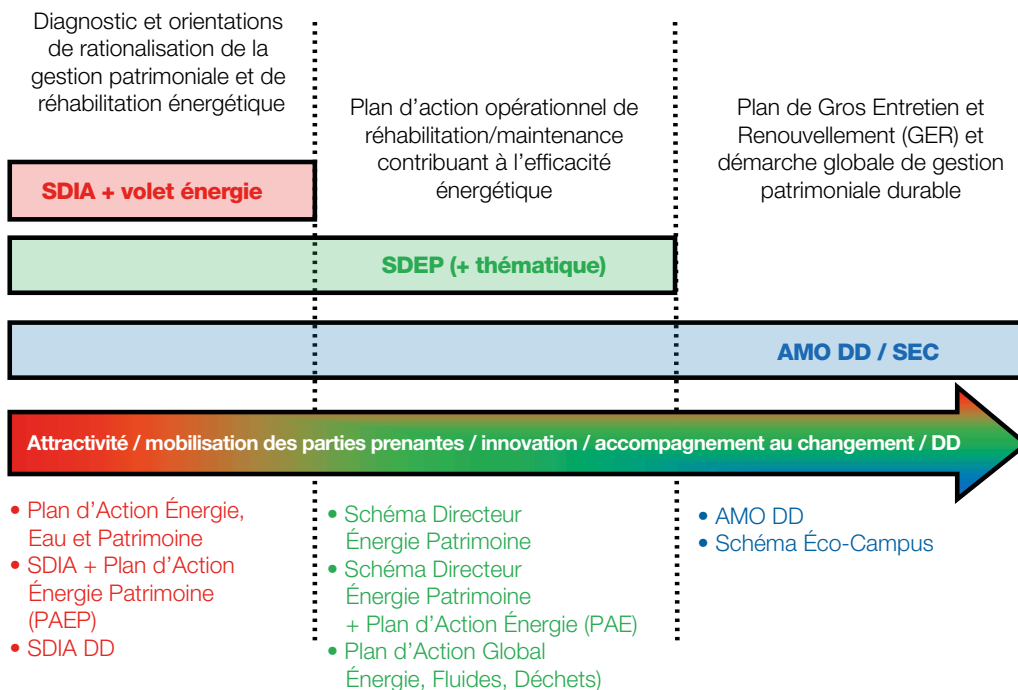 Diagnostic et orientations
de rationalisation de la
gestion patrimoniale et de
réhabilitation énergétique
Plan d’action opérationnel de
réhabilitation/maintenance
contribuant à l’efficacité
énergétique
Plan de Gros Entretien et
Renouvellement (GER) et
démarche globale de gestion
patrimoniale durable
SDIA + volet énergie
SDEP (+ thématique)
AMO DD / SEC
Attractivité / mobilisation des parties prenantes / innovation / accompagnement au changement / DD
• Plan d’Action Énergie,
Eau et Patrimoine
• SDIA + Plan d’Action
Énergie Patrimoine
(PAEP)
• SDIA DD
• Schéma Directeur
Énergie Patrimoine
• Schéma Directeur
Énergie Patrimoine
+ Plan d’Action Énergie (PAE)
• Plan d’Action Global
Énergie, Fluides, Déchets)
• AMO DD
• Schéma Éco-Campus